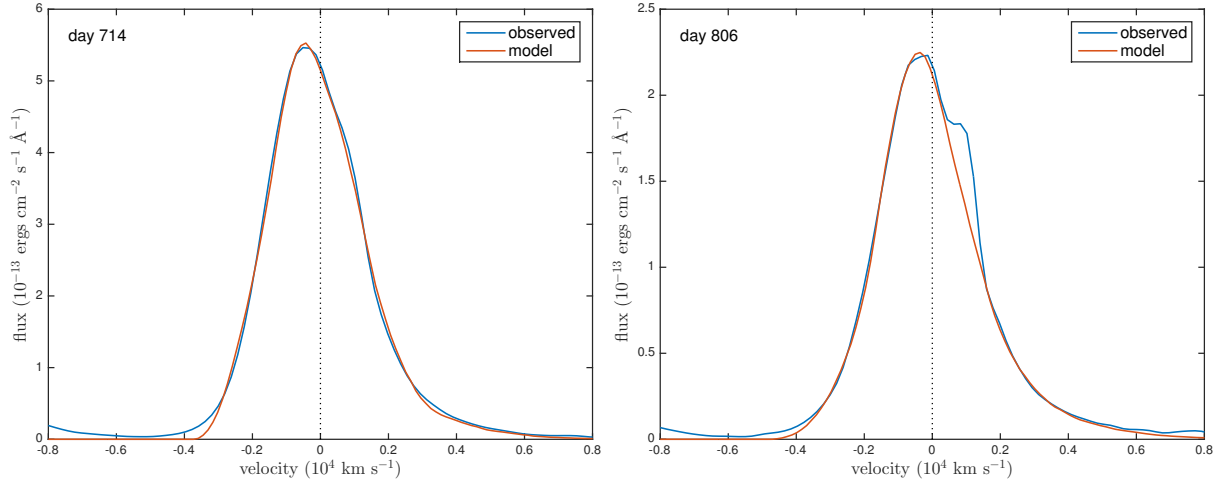 day 714
observed
model
6
5
4
3
2
1
0
flux (10⁻¹³ ergs cm⁻² s⁻¹ Å⁻¹)
-0.8 -0.6 -0.4 -0.2 0 0.2 0.4 0.6 0.8
velocity (10⁴ km s⁻¹)
day 806
observed
model
2.5
2
1.5
1
0.5
0
flux (10⁻¹³ ergs cm⁻² s⁻¹ Å⁻¹)
-0.8 -0.6 -0.4 -0.2 0 0.2 0.4 0.6 0.8
velocity (10⁴ km s⁻¹)